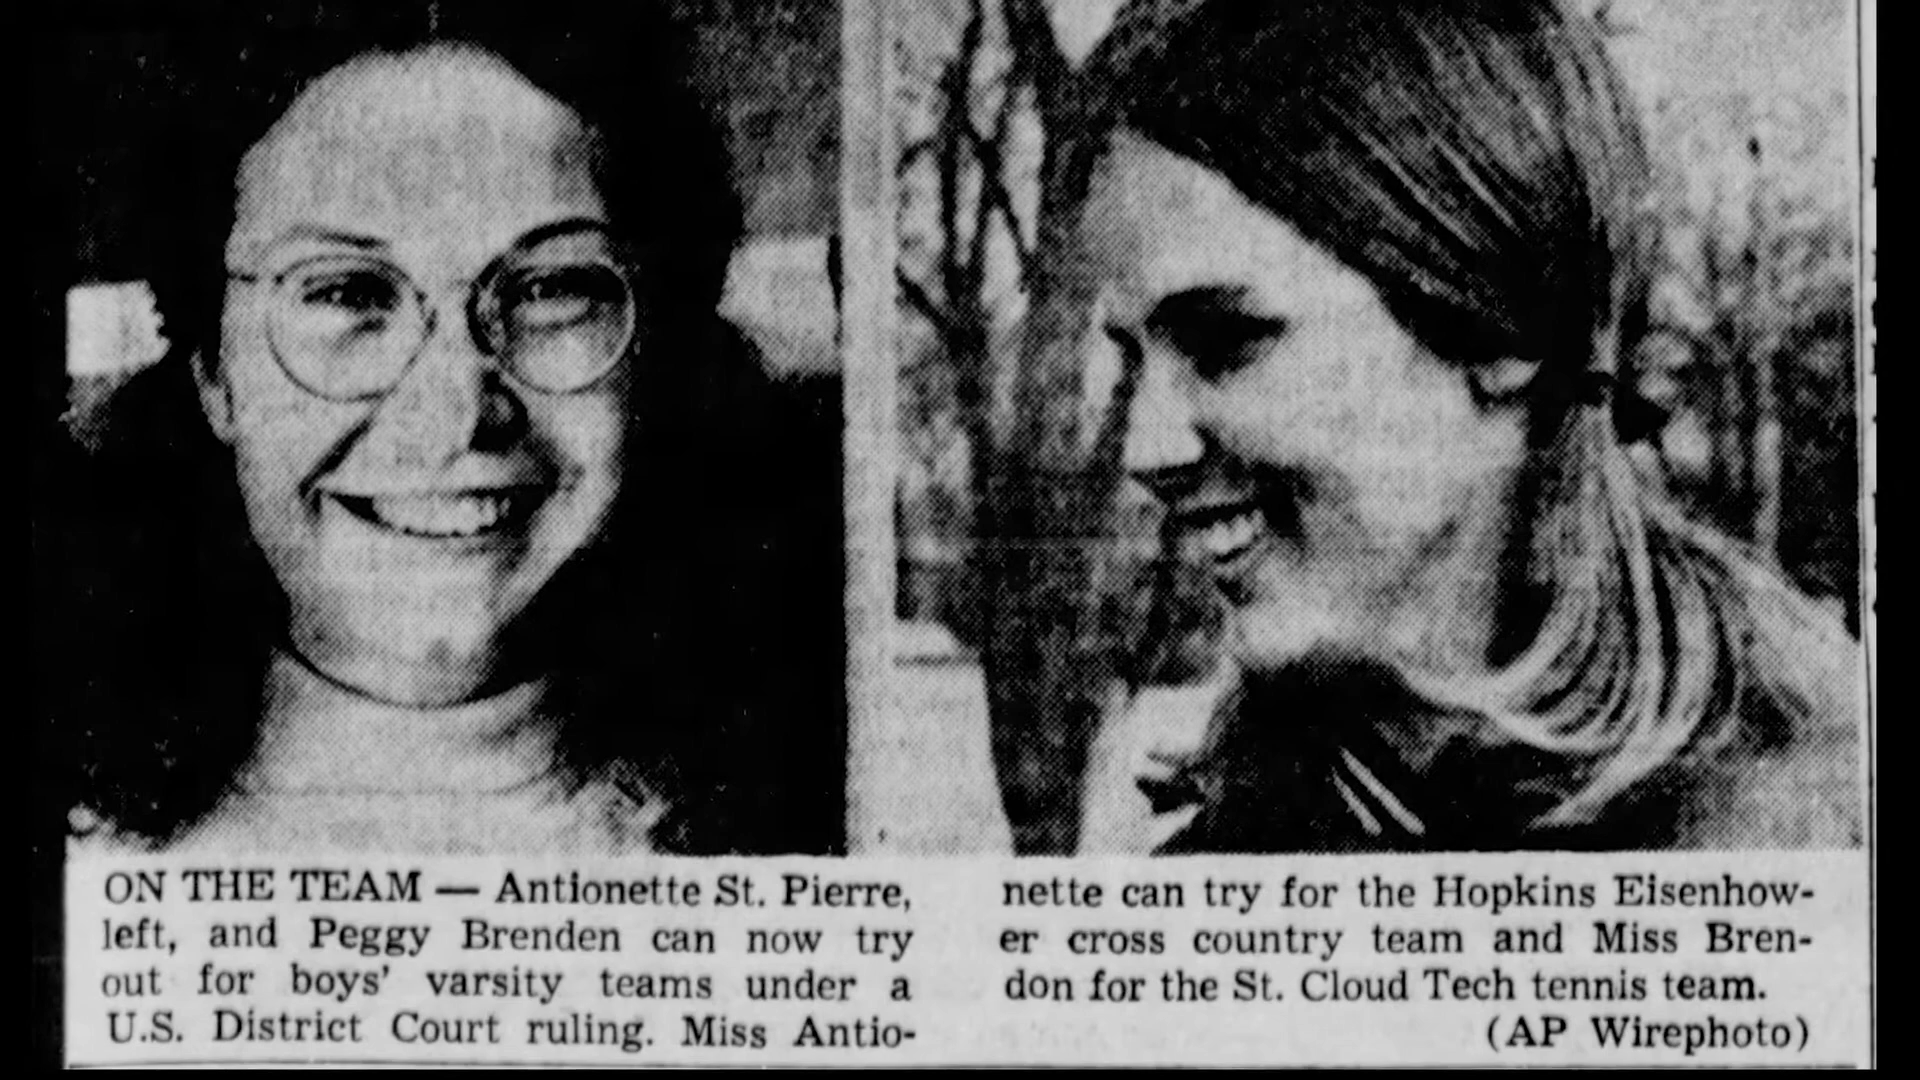 ON THE TEAM — Antionette St. Pierre,
left, and Peggy Brenden can now try
out for boys' varsity teams under a
U.S. District Court ruling. Miss Antio-
nette can try for the Hopkins Eisenhow-
er cross country team and Miss Bren-
don for the St. Cloud Tech tennis team.
(AP Wirephoto)